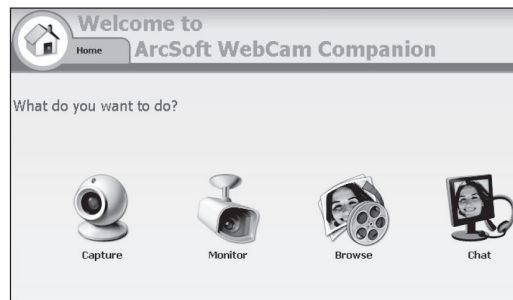 Welcome to
Home
ArcSoft WebCam Companion
What do you want to do?
Capture
Monitor
Browse
Chat